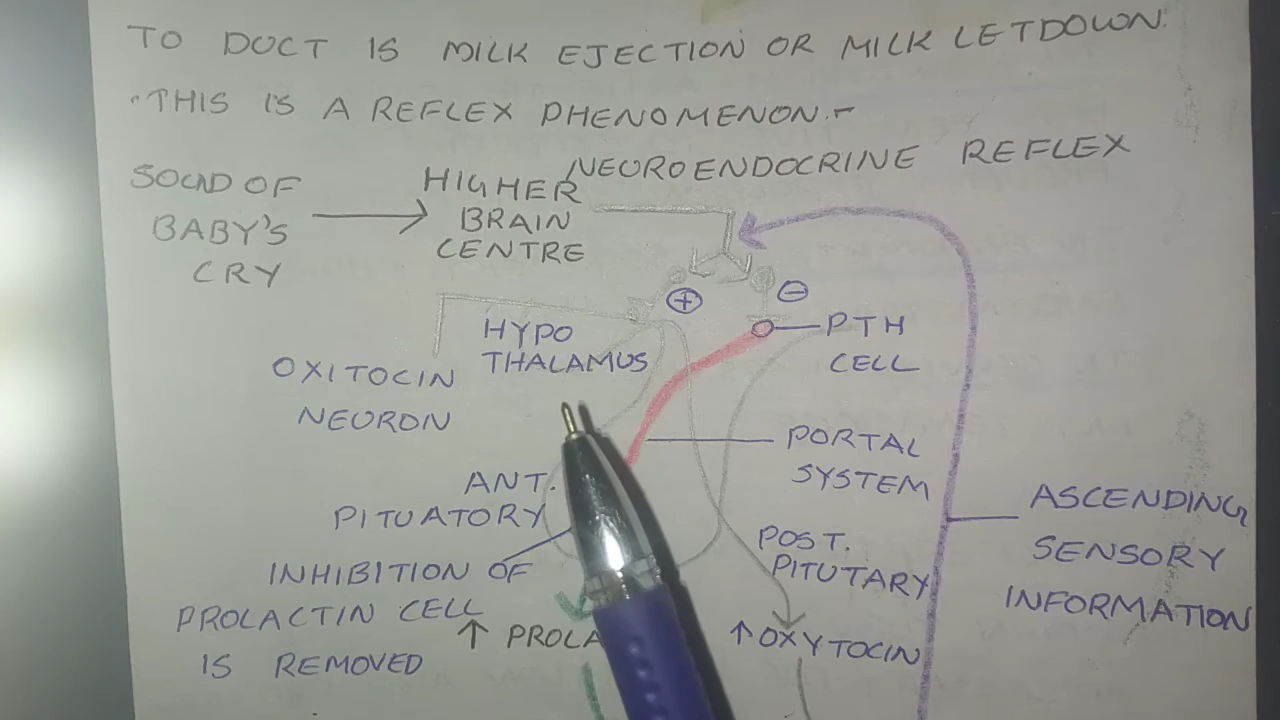 TO DUCT IS MILK EJECTION OR MILK LETDOWN.
• THIS IS A REFLEX PHENOMENON.-
NEUROENDOCRINE REFLEX
SOUND OF
BABY'S
CRY
HIGHER
BRAIN
CENTRE
+
-
HYPO
THALAMUS
PTH
CELL
OXITOCIN
NEURON
PORTAL
SYSTEM
ANT.
PITUATORY
ASCENDING
SENSORY
INFORMATION
POST.
PITUTARY
INHIBITION OF
PROLACTIN CELL
IS REMOVED
↑ PROLA
↑ OXYTOCIN